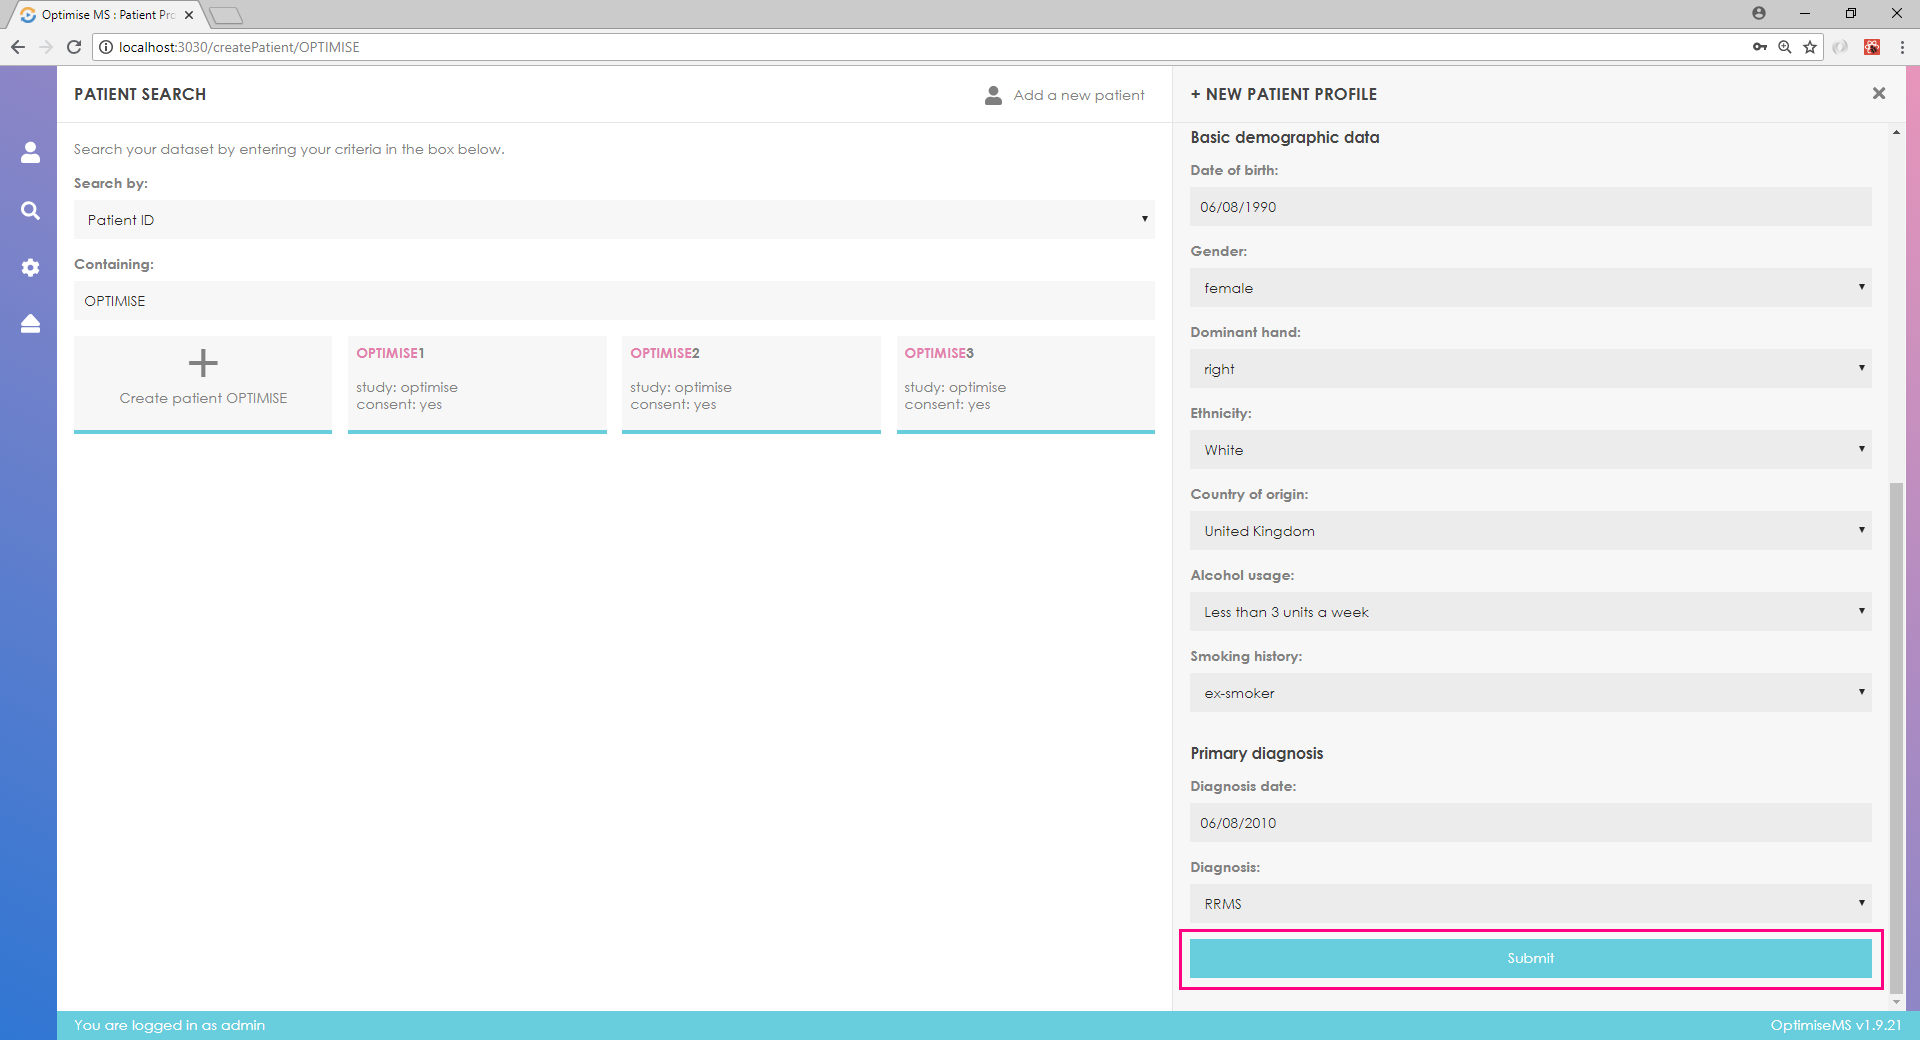 Optimise MS : Patient Pro
localhost:3030/createPatient/OPTIMISE
PATIENT SEARCH
Add a new patient
Search your dataset by entering your criteria in the box below.
Search by:
Patient ID
Containing:
OPTIMISE
Create patient OPTIMISE
OPTIMISE1
study: optimise
consent: yes
OPTIMISE2
study: optimise
consent: yes
OPTIMISE3
study: optimise
consent: yes
+ NEW PATIENT PROFILE
Basic demographic data
Date of birth:
06/08/1990
Gender:
female
Dominant hand:
right
Ethnicity:
White
Country of origin:
United Kingdom
Alcohol usage:
Less than 3 units a week
Smoking history:
ex-smoker
Primary diagnosis
Diagnosis date:
06/08/2010
Diagnosis:
RRMS
Submit
You are logged in as admin
OptimiseMS v1.9.21